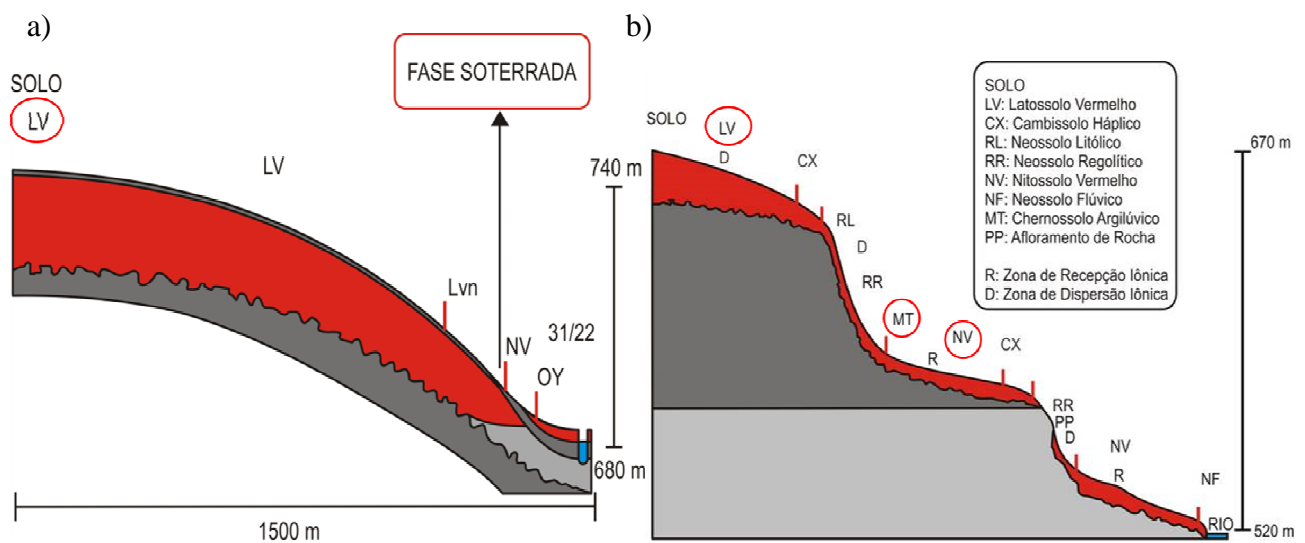 a)
FASE SOTERRADA
SOLO
LV
LV
740 m
Lvn
31/22
NV
OY
680 m
1500 m
b)
SOLO
LV: Latossolo Vermelho
CX: Cambissolo Háplico
RL: Neossolo Litólico
RR: Neossolo Regolítico
NV: Nitossolo Vermelho
NF: Neossolo Flúvico
MT: Chernossolo Argilúvico
PP: Afloramento de Rocha
R: Zona de Recepção Iônica
D: Zona de Dispersão Iônica
SOLO
LV
D
CX
670 m
RL
D
RR
MT
NV
R
CX
RR
PP
D
NV
R
NF
RIO
520 m